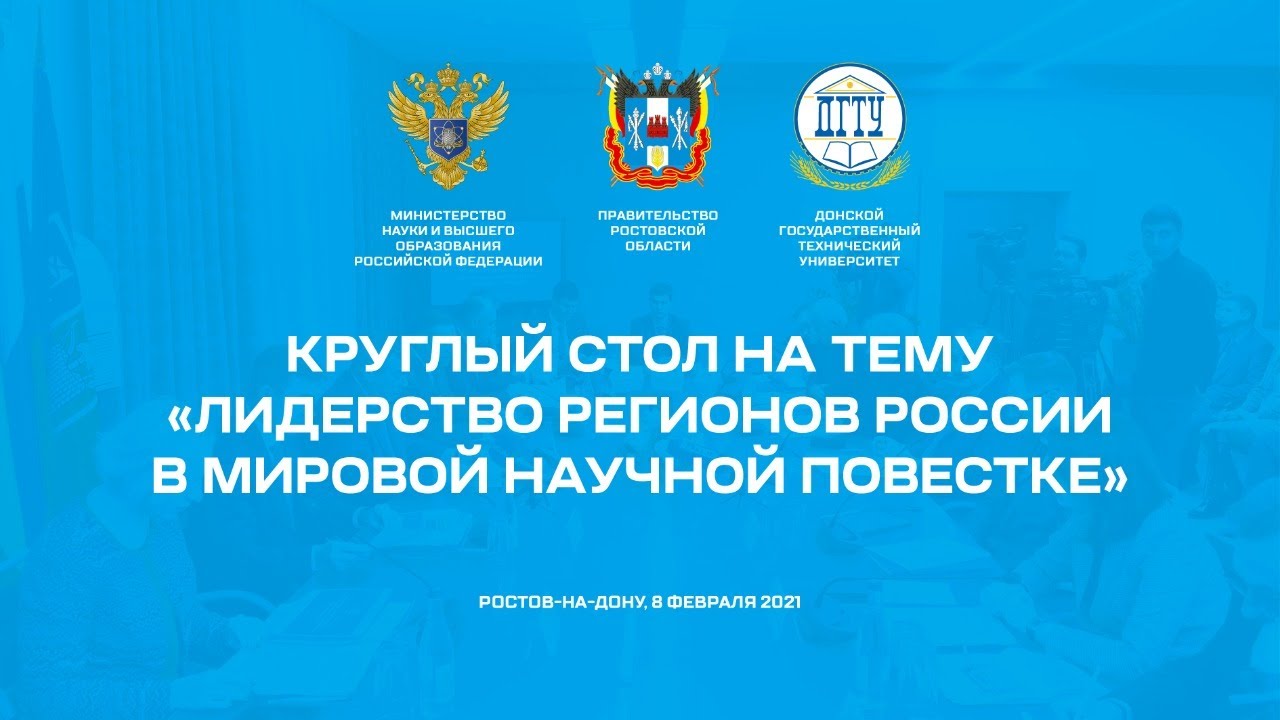 ДГТУ
МИНИСТЕРСТВО
НАУКИ И ВЫСШЕГО
ОБРАЗОВАНИЯ
РОССИЙСКОЙ ФЕДЕРАЦИИ
ПРАВИТЕЛЬСТВО
РОСТОВСКОЙ
ОБЛАСТИ
ДОНСКОЙ
ГОСУДАРСТВЕННЫЙ
ТЕХНИЧЕСКИЙ
УНИВЕРСИТЕТ
КРУГЛЫЙ СТОЛ НА ТЕМУ
«ЛИДЕРСТВО РЕГИОНОВ РОССИИ
В МИРОВОЙ НАУЧНОЙ ПОВЕСТКЕ»
РОСТОВ-НА-ДОНУ, 8 ФЕВРАЛЯ 2021